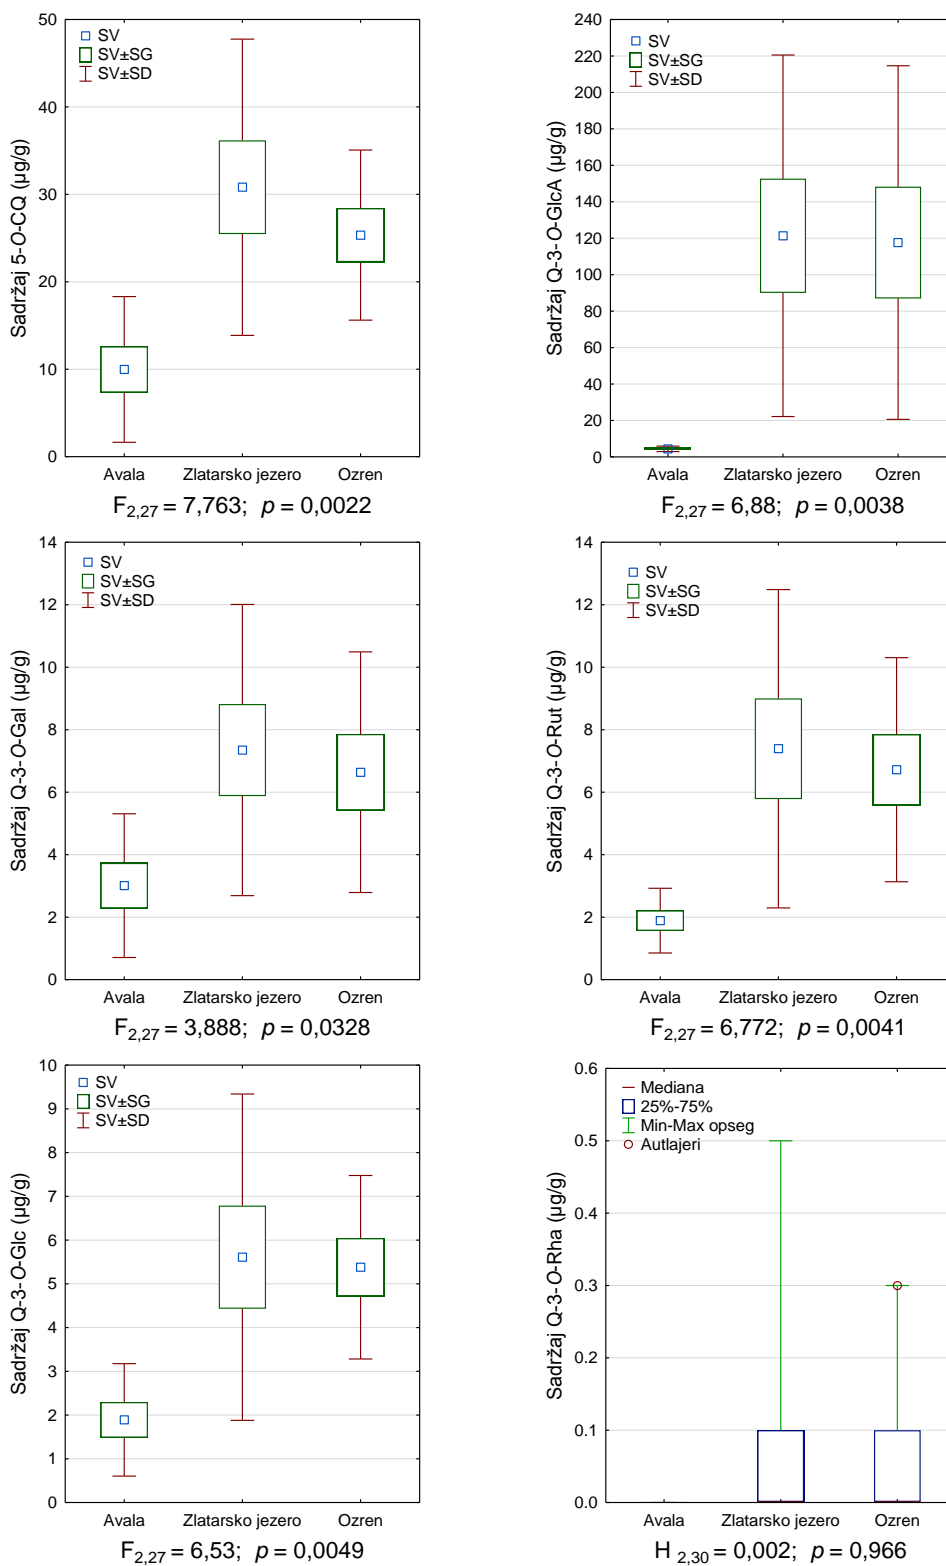 Sadržaj 5-O-CQ (µg/g)
50
40
30
20
10
0
SV
SV±SG
SV±SD
Avala Zlatarsko jezero Ozren
F2,27 = 7,763; p = 0,0022
Sadržaj Q-3-O-GlcA (µg/g)
240
220
200
180
160
140
120
100
80
60
40
20
0
SV
SV±SG
SV±SD
Avala Zlatarsko jezero Ozren
F2,27 = 6,88; p = 0,0038
Sadržaj Q-3-O-Gal (µg/g)
14
12
10
8
6
4
2
0
SV
SV±SG
SV±SD
Avala Zlatarsko jezero Ozren
F2,27 = 3,888; p = 0,0328
Sadržaj Q-3-O-Rut (µg/g)
14
12
10
8
6
4
2
0
SV
SV±SG
SV±SD
Avala Zlatarsko jezero Ozren
F2,27 = 6,772; p = 0,0041
Sadržaj Q-3-O-Glc (µg/g)
10
9
8
7
6
5
4
3
2
1
0
SV
SV±SG
SV±SD
Avala Zlatarsko jezero Ozren
F2,27 = 6,53; p = 0,0049
Sadržaj Q-3-O-Rha (µg/g)
0.6
0.5
0.4
0.3
0.2
0.1
0.0
Mediana
25%-75%
Min-Max opseg
Autlajeri
Avala Zlatarsko jezero Ozren
H 2,30 = 0,002; p = 0,966